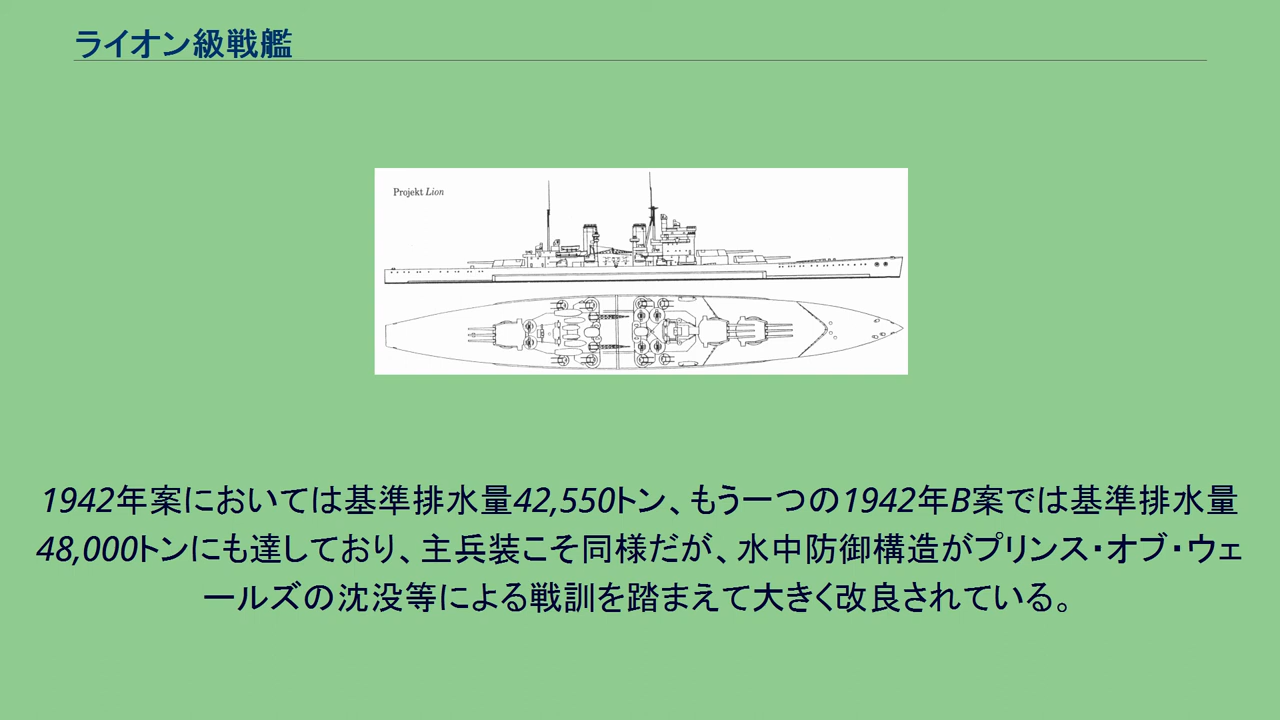 ライオン級戦艦
Projekt Lion
1942年案においては基準排水量42,550トン、もう一つの1942年B案では基準排水量
48,000トンにも達しており、主兵装こそ同様だが、水中防御構造がプリンス・オブ・ウェ
ールズの沈没等による戦訓を踏まえて大きく改良されている。